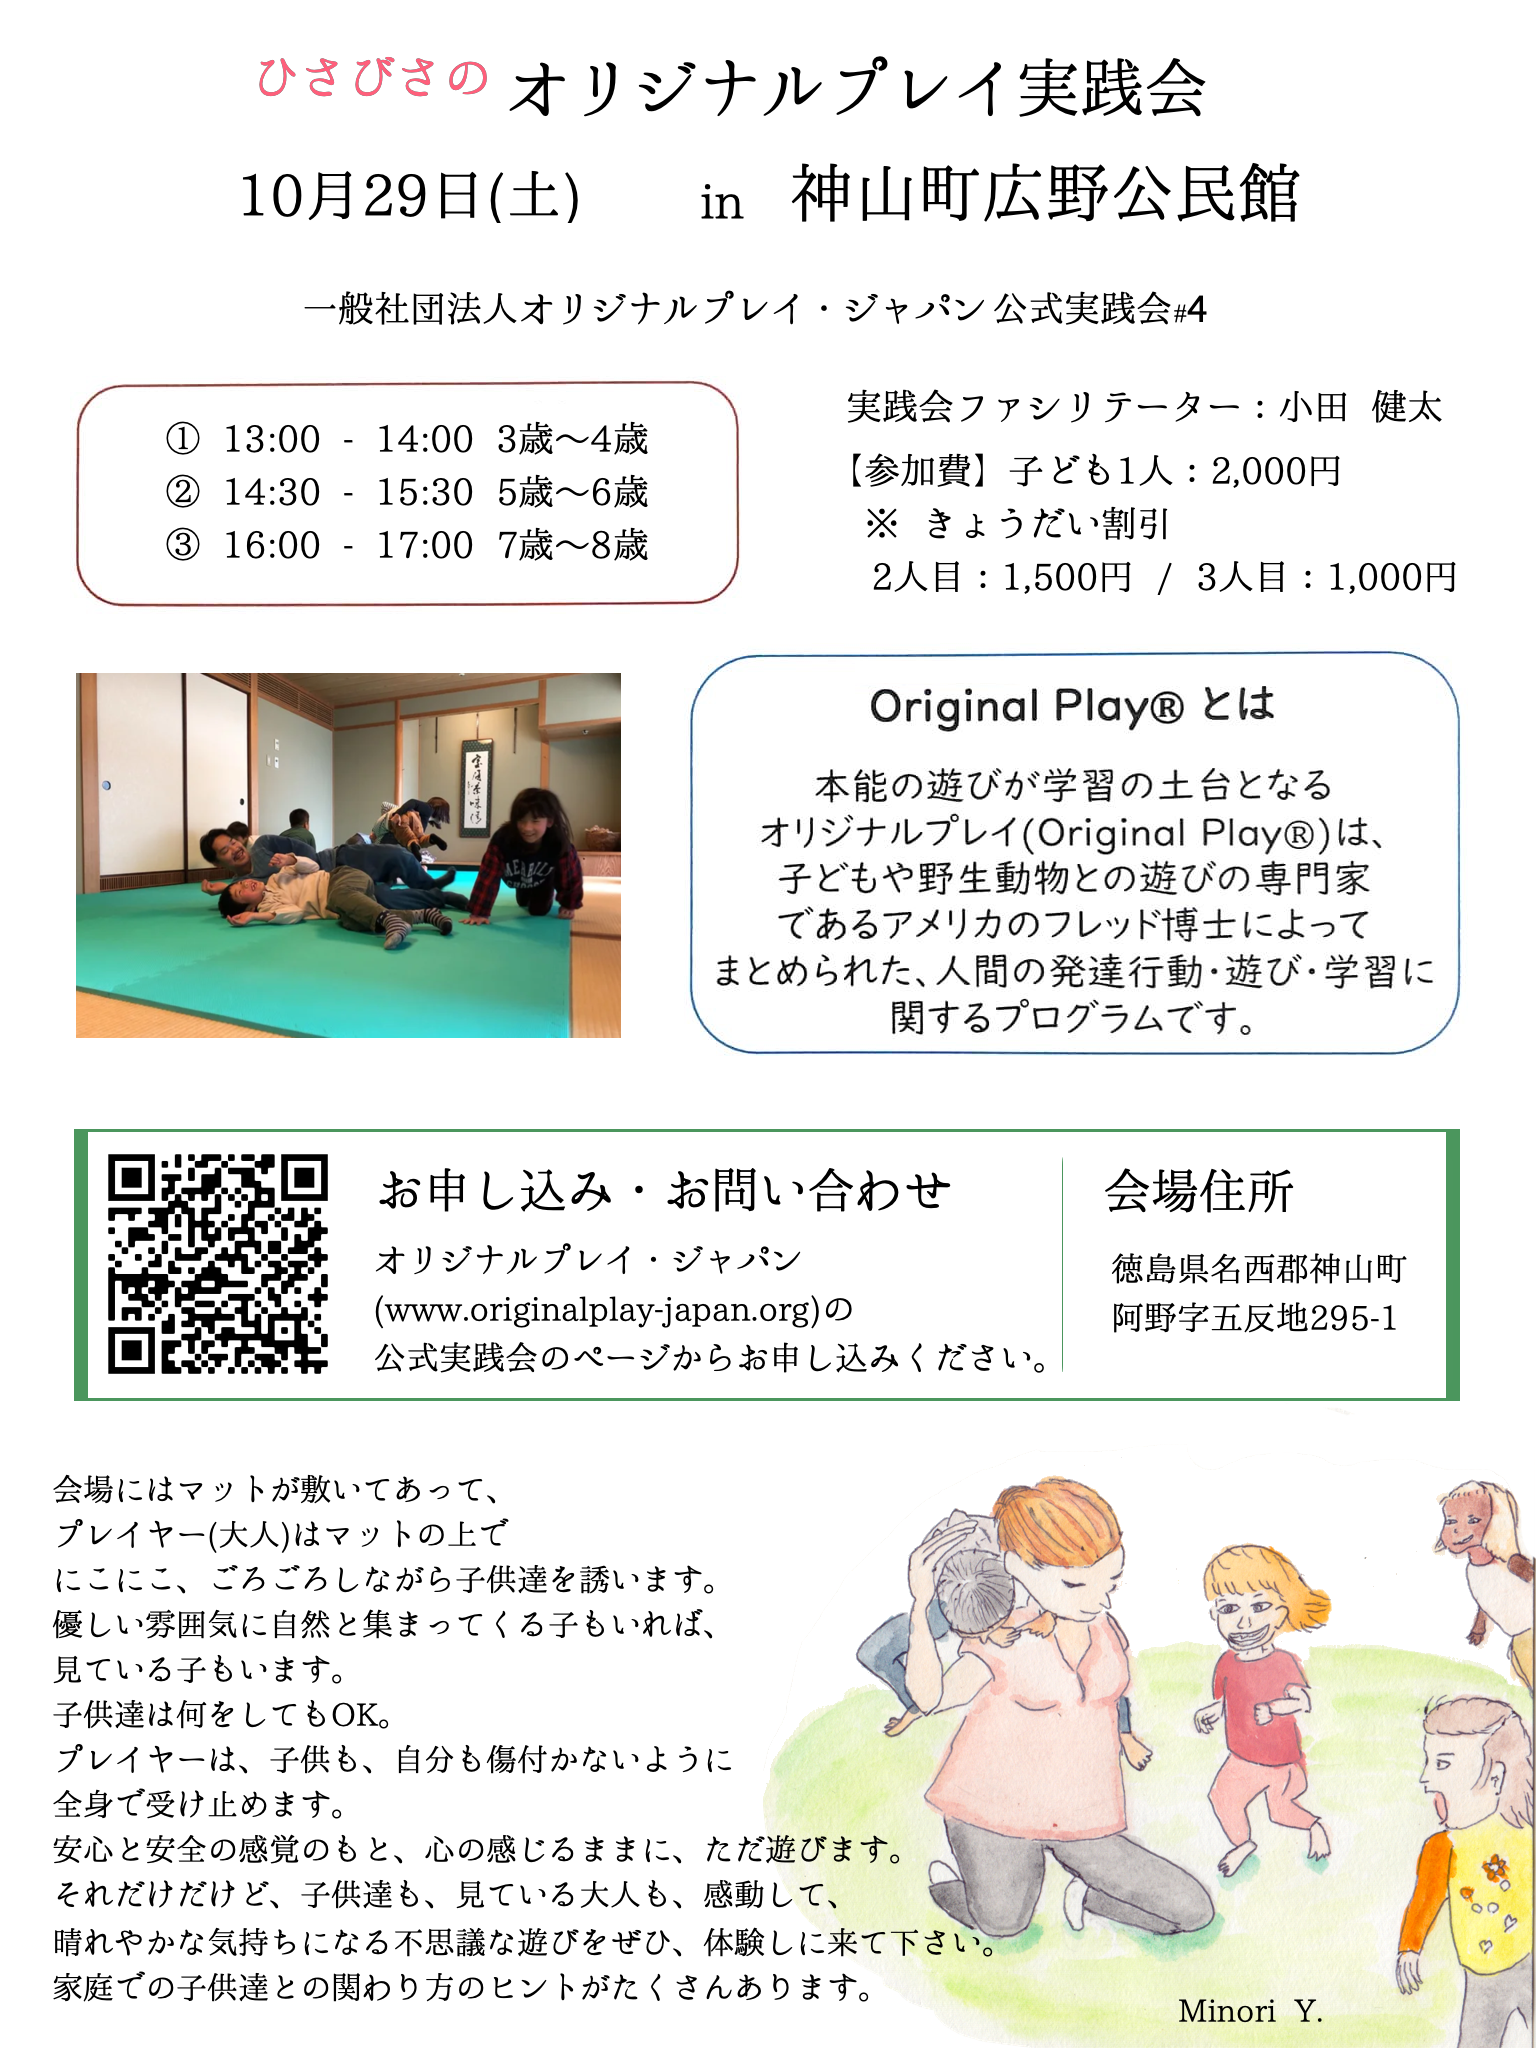 ひさびさの オリジナルプレイ実践会
10月29日(土) in 神山町広野公民館
一般社団法人オリジナルプレイ・ジャパン 公式実践会#4
① 13:00 - 14:00 3歳〜4歳
② 14:30 - 15:30 5歳〜6歳
③ 16:00 - 17:00 7歳〜8歳
実践会ファシリテーター：小田 健太
【参加費】子ども1人：2,000円
※ きょうだい割引
2人目：1,500円 / 3人目：1,000円
Original Play® とは
本能の遊びが学習の土台となる
オリジナルプレイ(Original Play®)は、
子どもや野生動物との遊びの専門家
であるアメリカのフレッド博士によって
まとめられた、人間の発達行動・遊び・学習に
関するプログラムです。
お申し込み・お問い合わせ
オリジナルプレイ・ジャパン
(www.originalplay-japan.org)の
公式実践会のページからお申し込みください。
会場住所
徳島県名西郡神山町
阿野字五反地295-1
会場にはマットが敷いてあって、
プレイヤー(大人)はマットの上で
にこにこ、ごろごろしながら子供達を誘います。
優しい雰囲気に自然と集まってくる子もいれば、
見ている子もいます。
子供達は何をしてもOK。
プレイヤーは、子供も、自分も傷付かないように
全身で受け止めます。
安心と安全の感覚のもと、心の感じるままに、ただ遊びます。
それだけだけど、子供達も、見ている大人も、感動して、
晴れやかな気持ちになる不思議な遊びをぜひ、体験しに来て下さい。
家庭での子供達との関わり方のヒントがたくさんあります。
Minori Y.